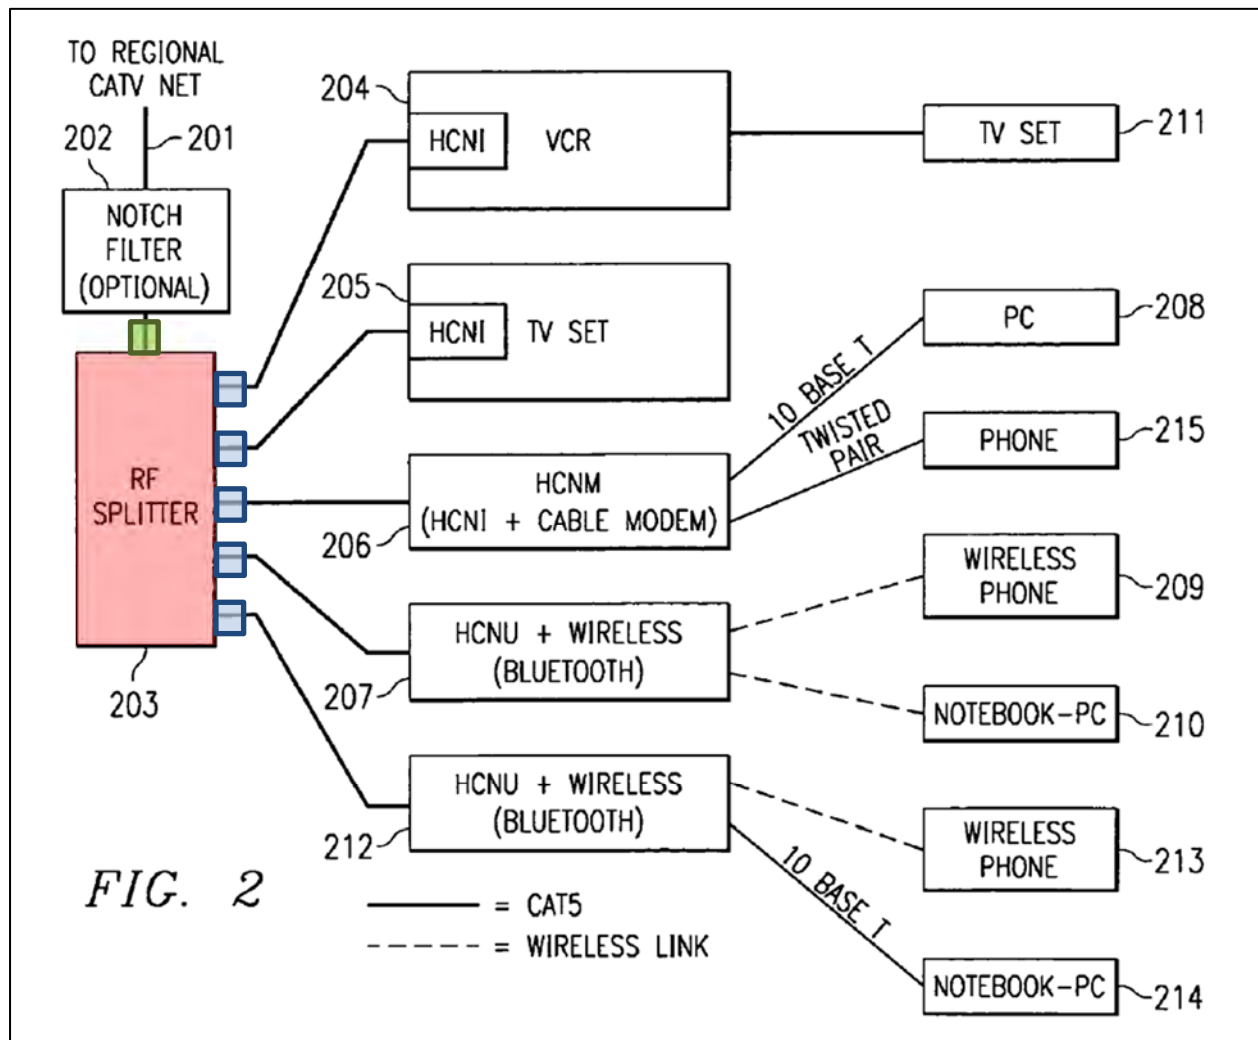 TO REGIONAL
CATV NET
202
201
NOTCH
FILTER
(OPTIONAL)
RF
SPLITTER
203
204
HCNI
VCR
TV SET
211
205
HCNI
TV SET
10 BASE T
PC
208
TWISTED
PAIR
PHONE
215
HCNM
(HCNI + CABLE MODEM)
206
WIRELESS
PHONE
209
HCNU + WIRELESS
(BLUETOOTH)
207
NOTEBOOK-PC
210
HCNU + WIRELESS
(BLUETOOTH)
212
WIRELESS
PHONE
213
10 BASE T
NOTEBOOK-PC
214
FIG. 2
= CAT5
= WIRELESS LINK